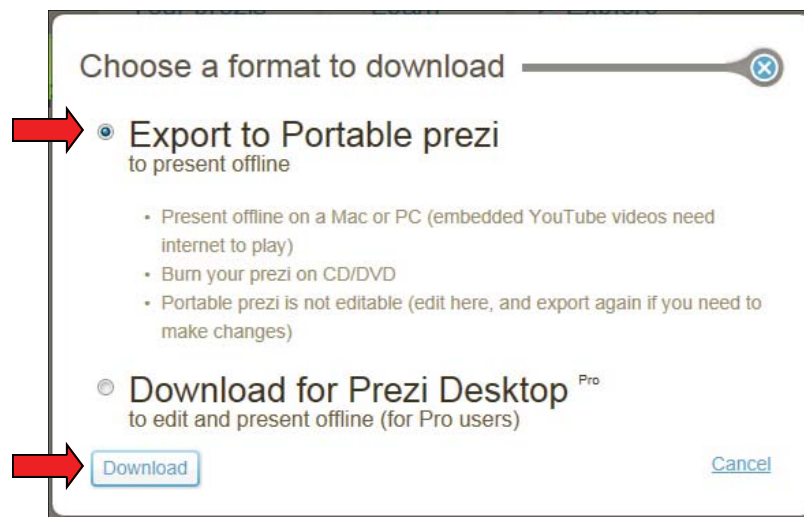 Choose a format to download
Export to Portable prezi
to present offline
• Present offline on a Mac or PC (embedded YouTube videos need
internet to play)
• Burn your prezi on CD/DVD
• Portable prezi is not editable (edit here, and export again if you need to
make changes)
Download for Prezi Desktop Pro
to edit and present offline (for Pro users)
Download
Cancel